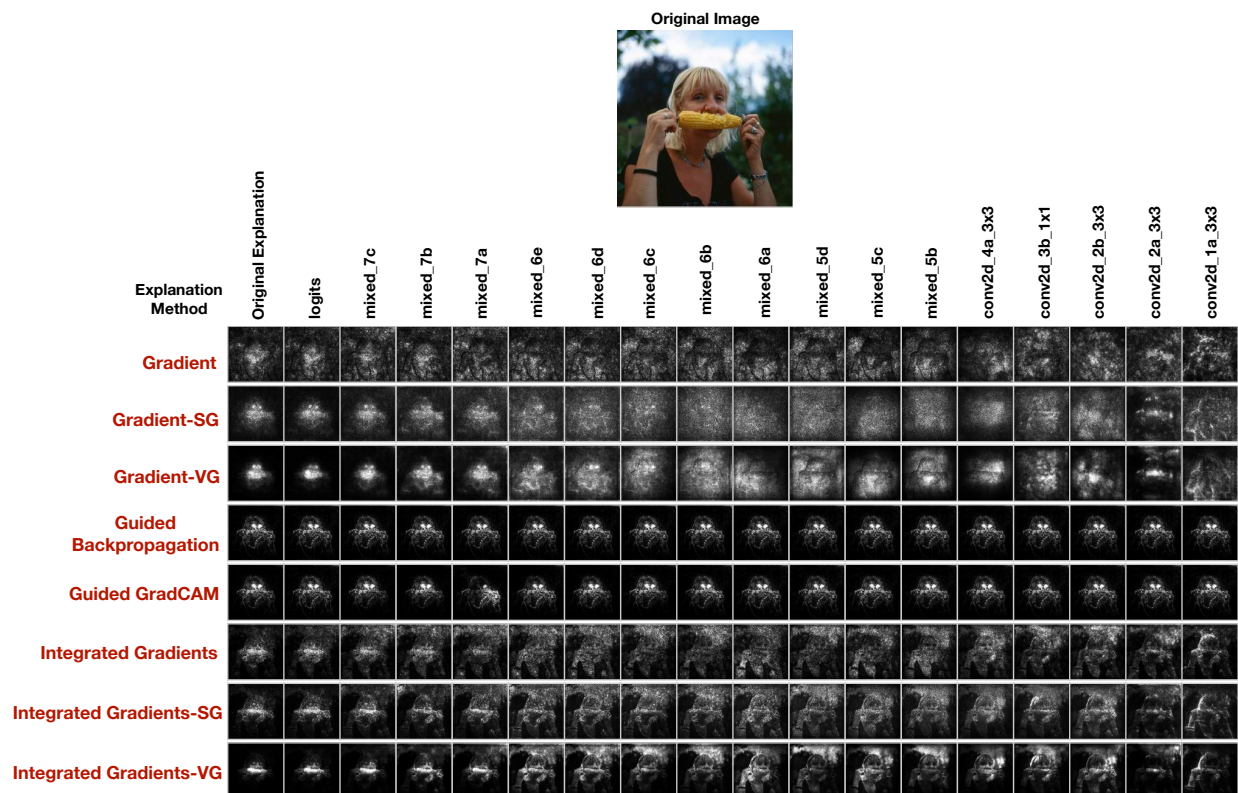 Original Image
Explanation
Method
Original Explanation
logits
mixed_7c
mixed_7b
mixed_7a
mixed_6e
mixed_6d
mixed_6c
mixed_6b
mixed_6a
mixed_5d
mixed_5c
mixed_5b
conv2d_4a_3x3
conv2d_3b_1x1
conv2d_2b_3x3
conv2d_2a_3x3
conv2d_1a_3x3
Gradient
Gradient-SG
Gradient-VG
Guided
Backpropagation
Guided GradCAM
Integrated Gradients
Integrated Gradients-SG
Integrated Gradients-VG